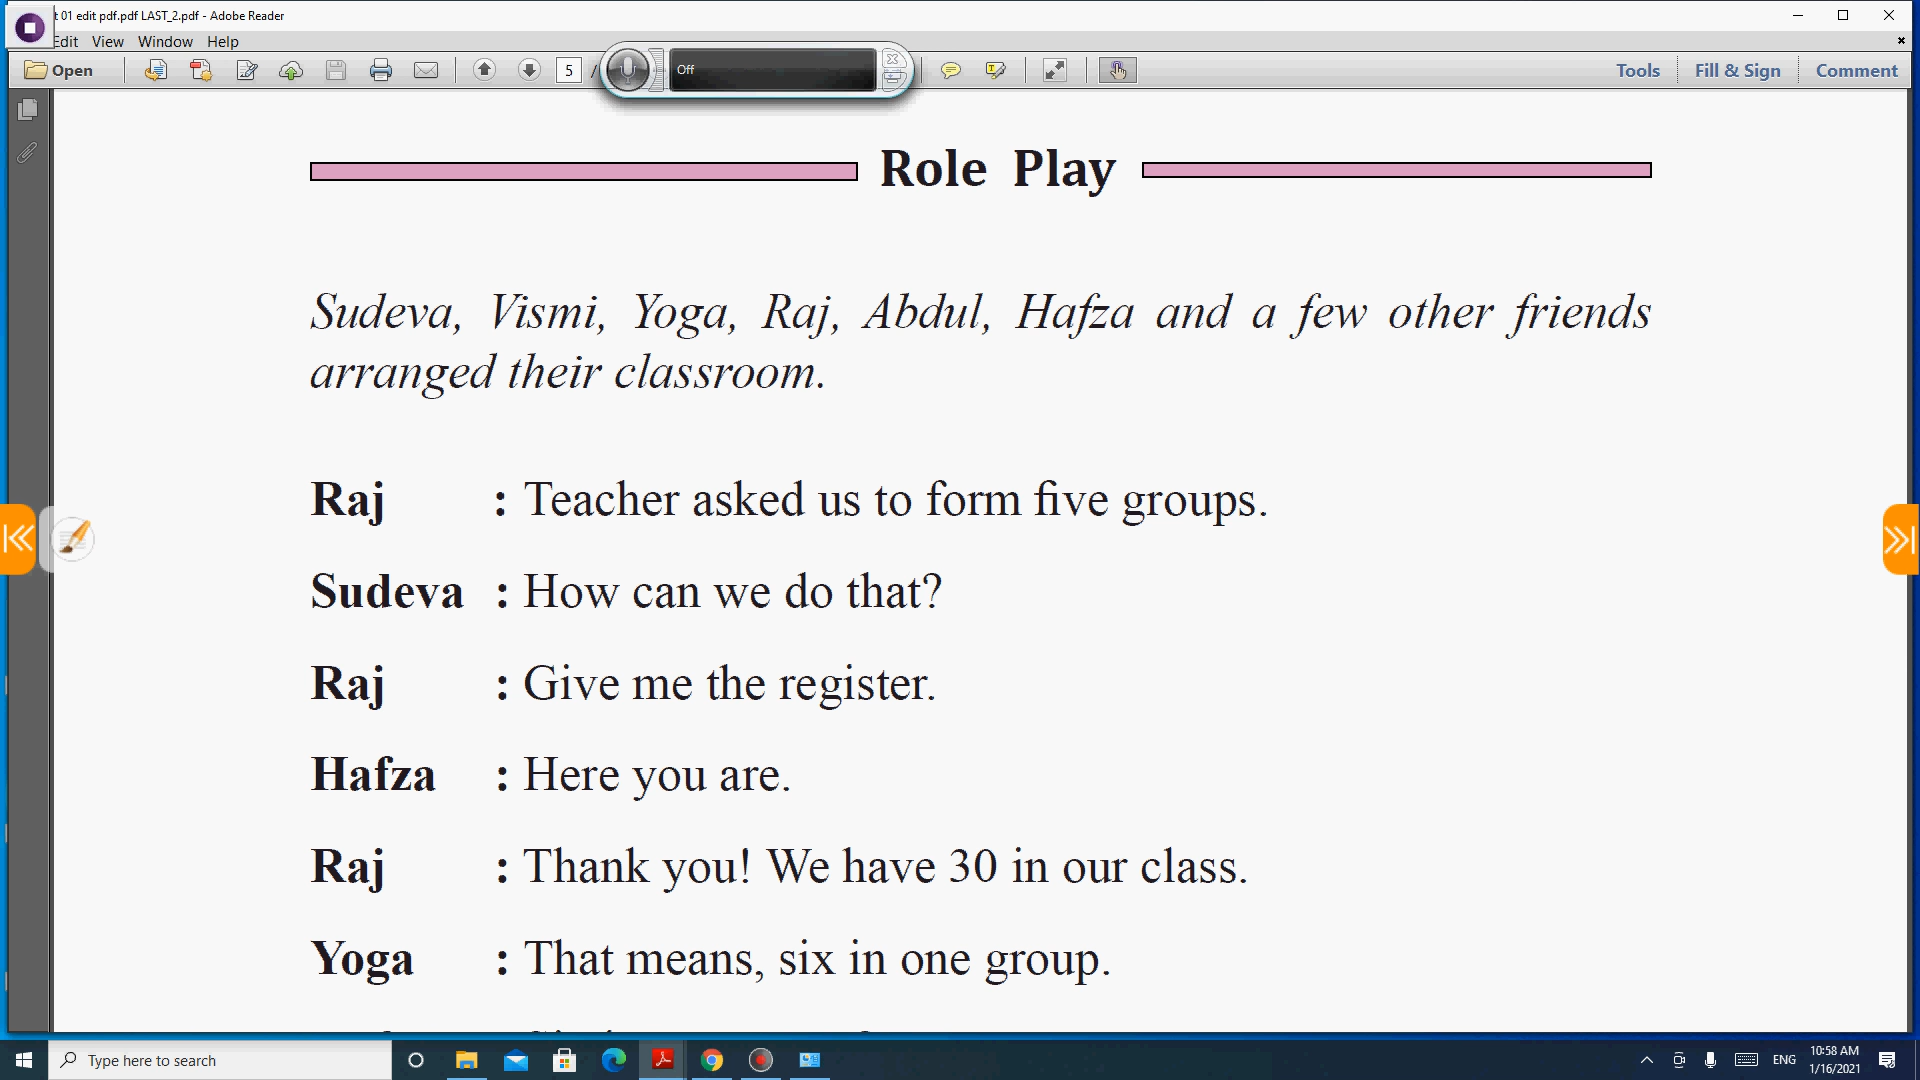 t 01 edit pdf.pdf LAST_2.pdf - Adobe Reader
Edit View Window Help
Open 5 / Off Tools Fill & Sign Comment
Role Play
Sudeva, Vismi, Yoga, Raj, Abdul, Hafza and a few other friends
arranged their classroom.
Raj : Teacher asked us to form five groups.
Sudeva : How can we do that?
Raj : Give me the register.
Hafza : Here you are.
Raj : Thank you! We have 30 in our class.
Yoga : That means, six in one group.
Type here to search ENG 10:58 AM
1/16/2021